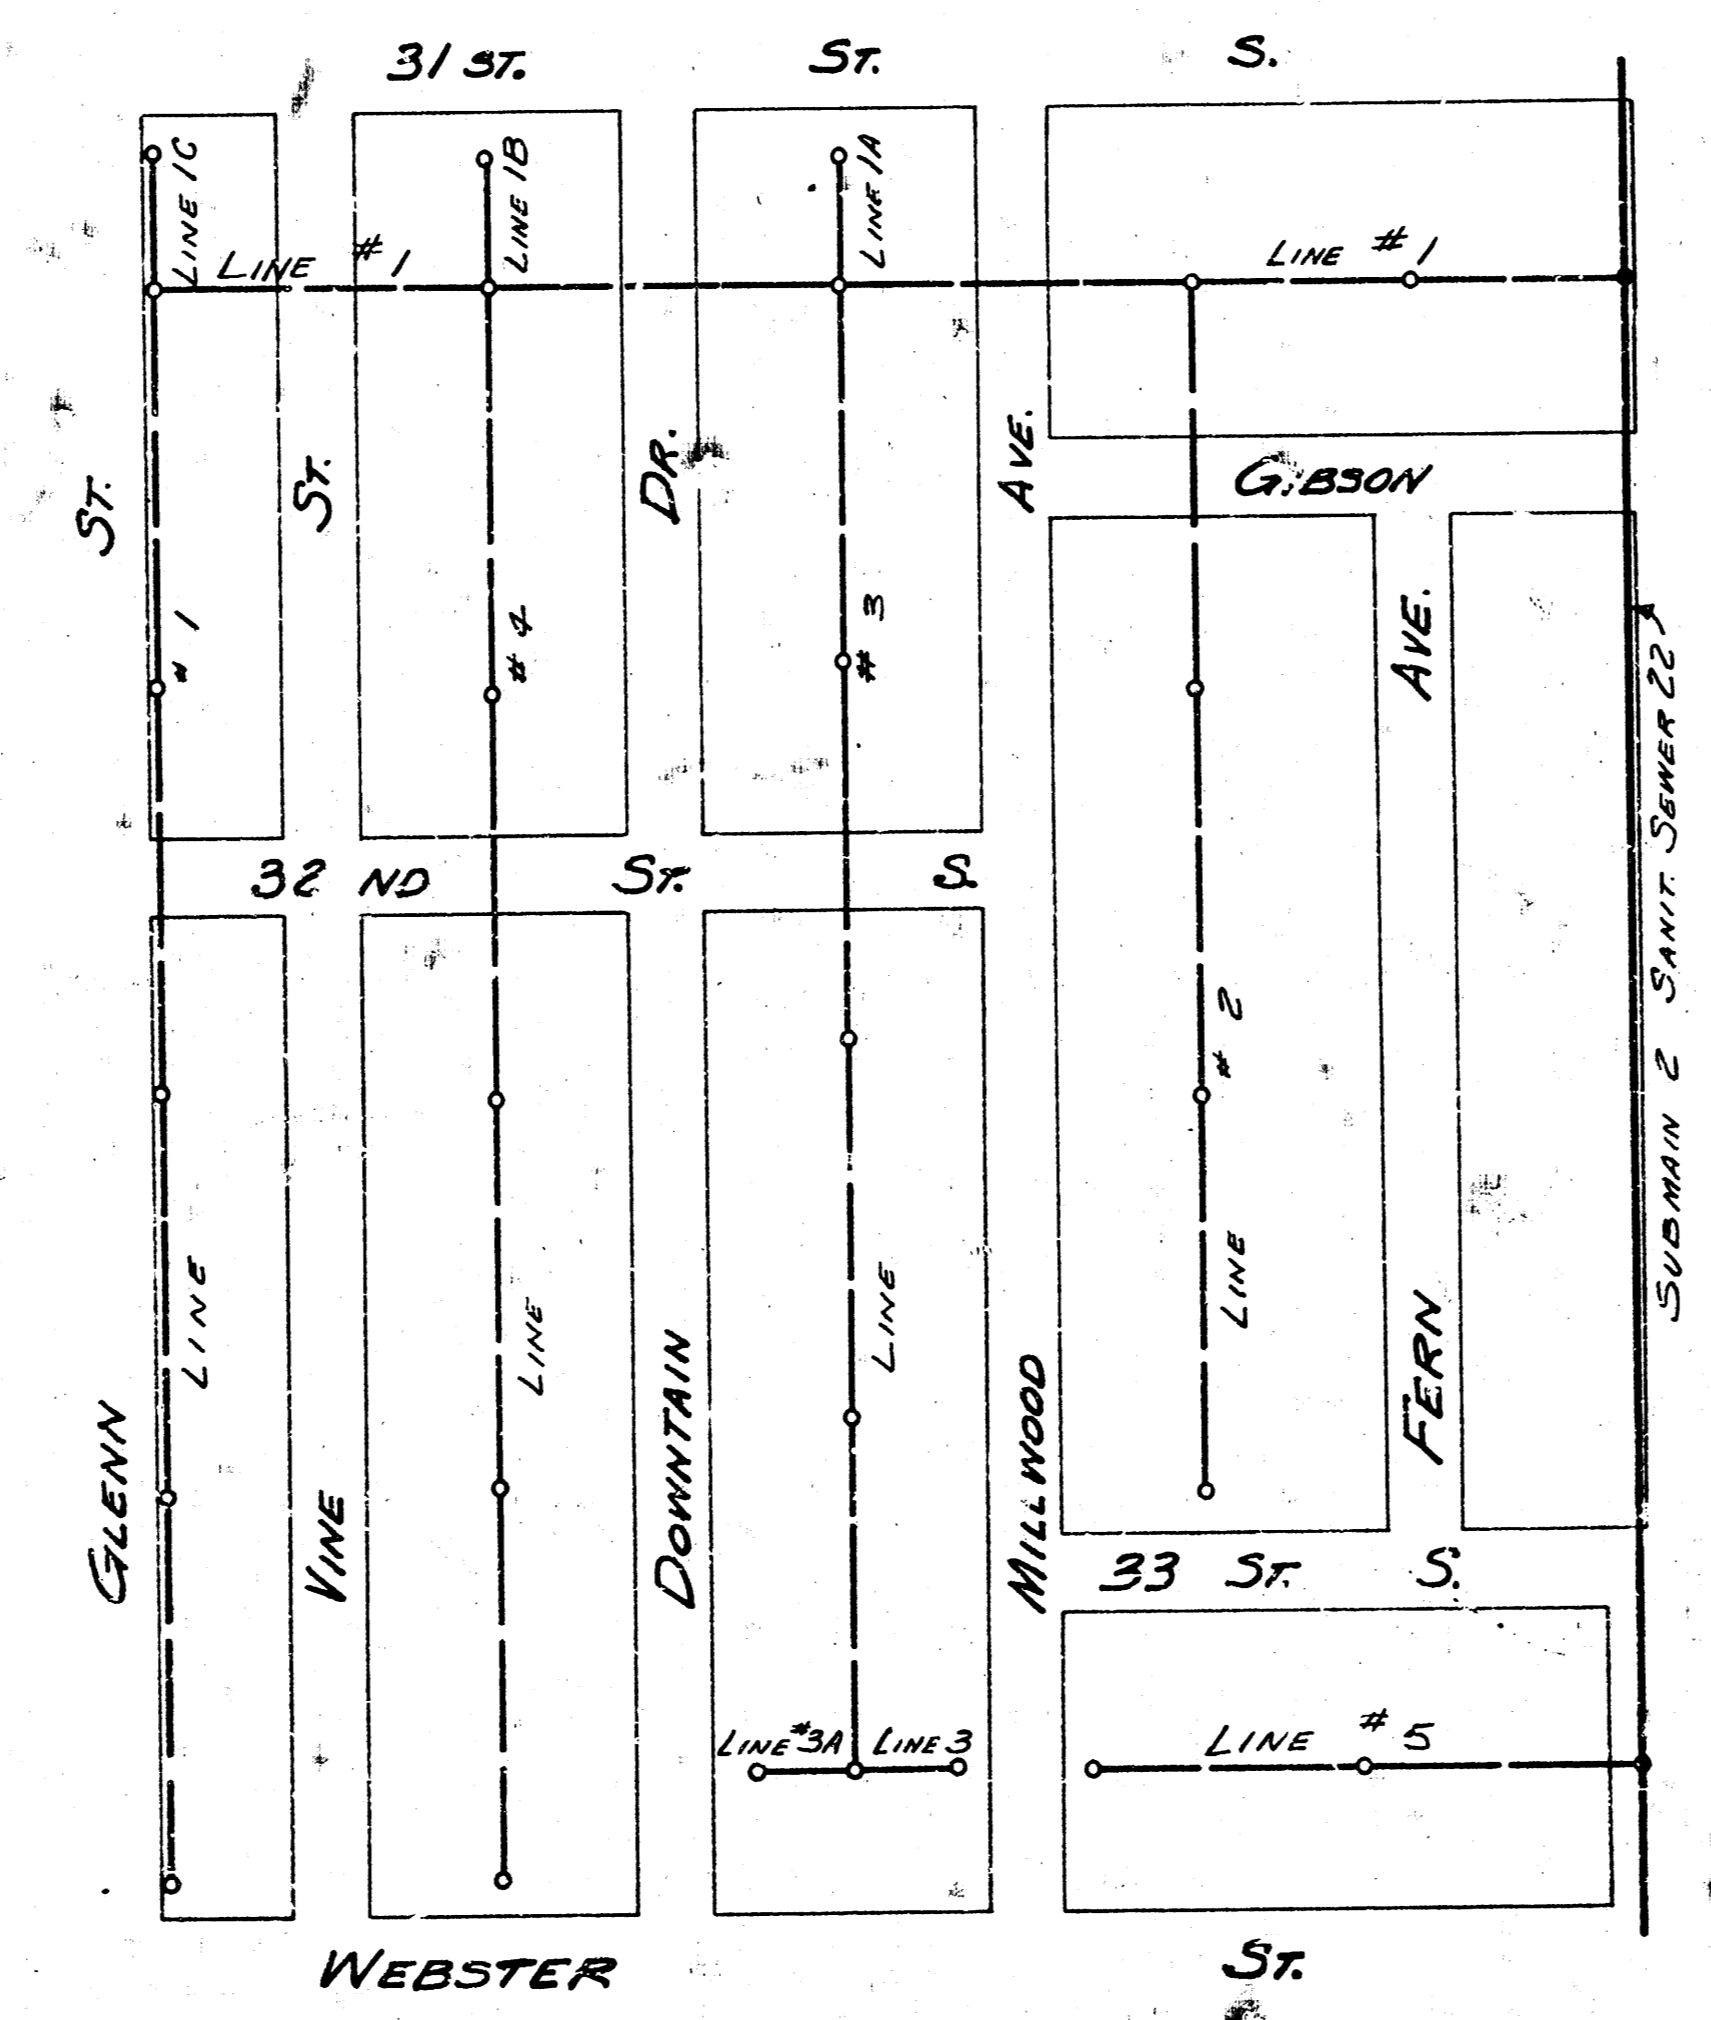 31 ST. ST. S.
LINE 1C
LINE 1B
LINE 1A
LINE # 1
LINE # 1
GLENN ST.
VINE ST.
DOWNTAIN DR.
MILLWOOD AVE.
GIBSON
FERN AVE.
LINE # 1
LINE # 4
LINE # 3
LINE # 2
SUBMAIN 2 SANIT. SEWER 22
32 ND ST. S.
33 ST. S.
LINE #3A
LINE 3
LINE # 5
WEBSTER ST.